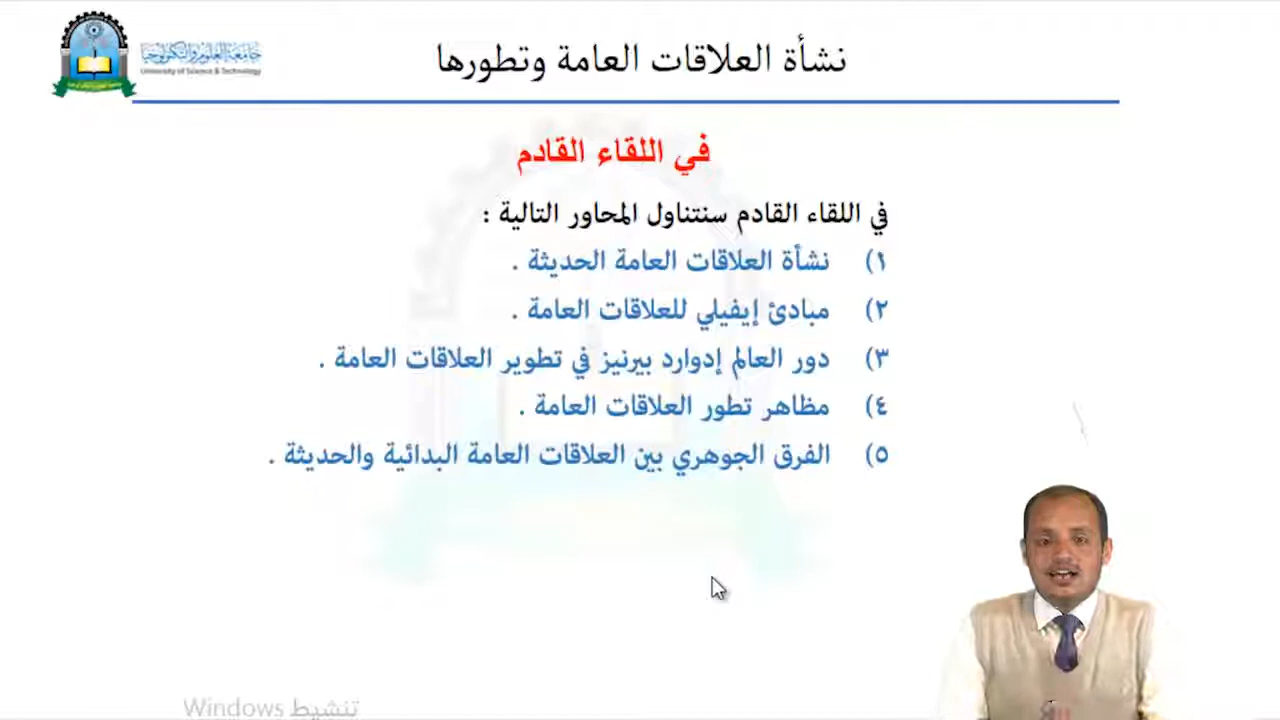 جامعة العلوم والتكنولوجيا
University of Science & Technology
نشأة العلاقات العامة وتطورها
في اللقاء القادم
في اللقاء القادم سنتناول المحاور التالية :
١) نشأة العلاقات العامة الحديثة .
٢) مبادئ إيفيلي للعلاقات العامة .
٣) دور العالم إدوارد بيرنيز في تطوير العلاقات العامة .
٤) مظاهر تطور العلاقات العامة .
٥) الفرق الجوهري بين العلاقات العامة البدائية والحديثة .
تنشيط Windows